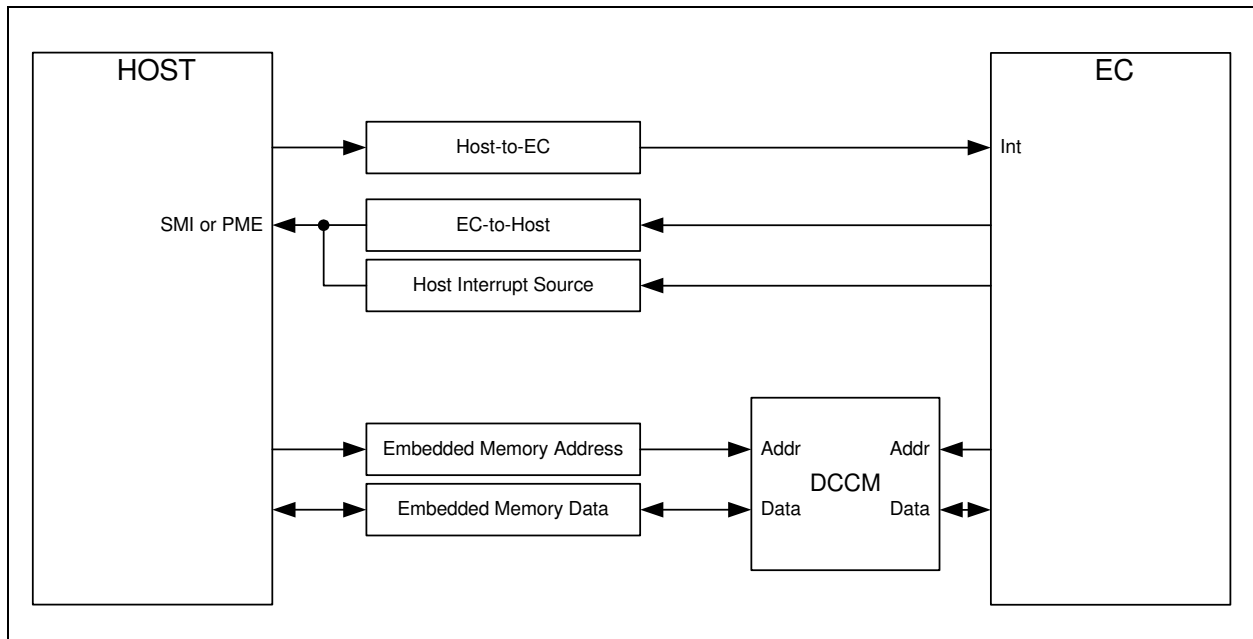 HOST
EC
Host-to-EC
Int
SMI or PME
EC-to-Host
Host Interrupt Source
Embedded Memory Address
Addr
Addr
DCCM
Embedded Memory Data
Data
Data